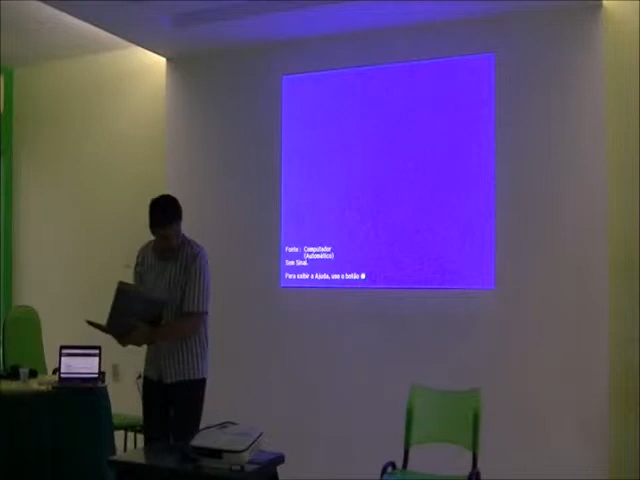 Fonte : Computador
(Automático)
Sem Sinal.
Para exibir a Ajuda, use o botão